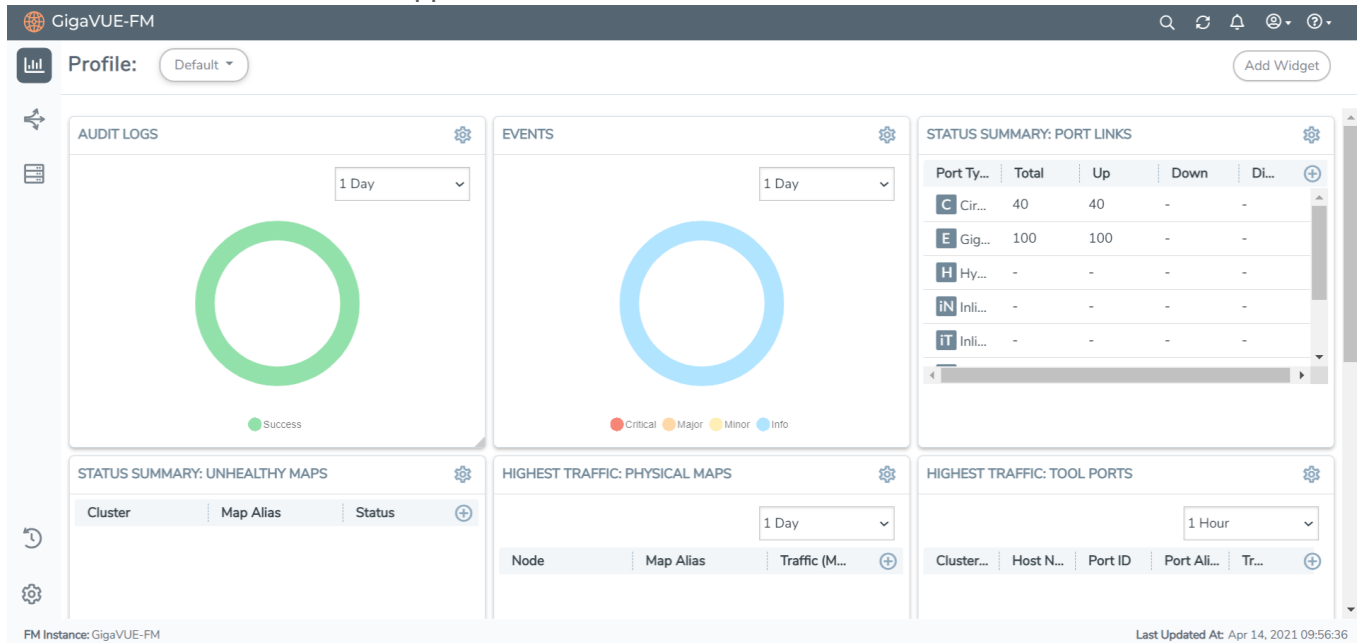 GigaVUE-FM
Profile: Default Add Widget
AUDIT LOGS
1 Day
Success
EVENTS
1 Day
Critical Major Minor Info
STATUS SUMMARY: PORT LINKS
Port Ty... Total Up Down Di...
C Cir... 40 40 - -
E Gig... 100 100 - -
H Hy... - - - -
iN Inli... - - - -
iT Inli... - - - -
STATUS SUMMARY: UNHEALTHY MAPS
Cluster Map Alias Status
HIGHEST TRAFFIC: PHYSICAL MAPS
1 Day
Node Map Alias Traffic (M...
HIGHEST TRAFFIC: TOOL PORTS
1 Hour
Cluster... Host N... Port ID Port Ali... Tr...
FM Instance: GigaVUE-FM Last Updated At: Apr 14, 2021 09:56:36